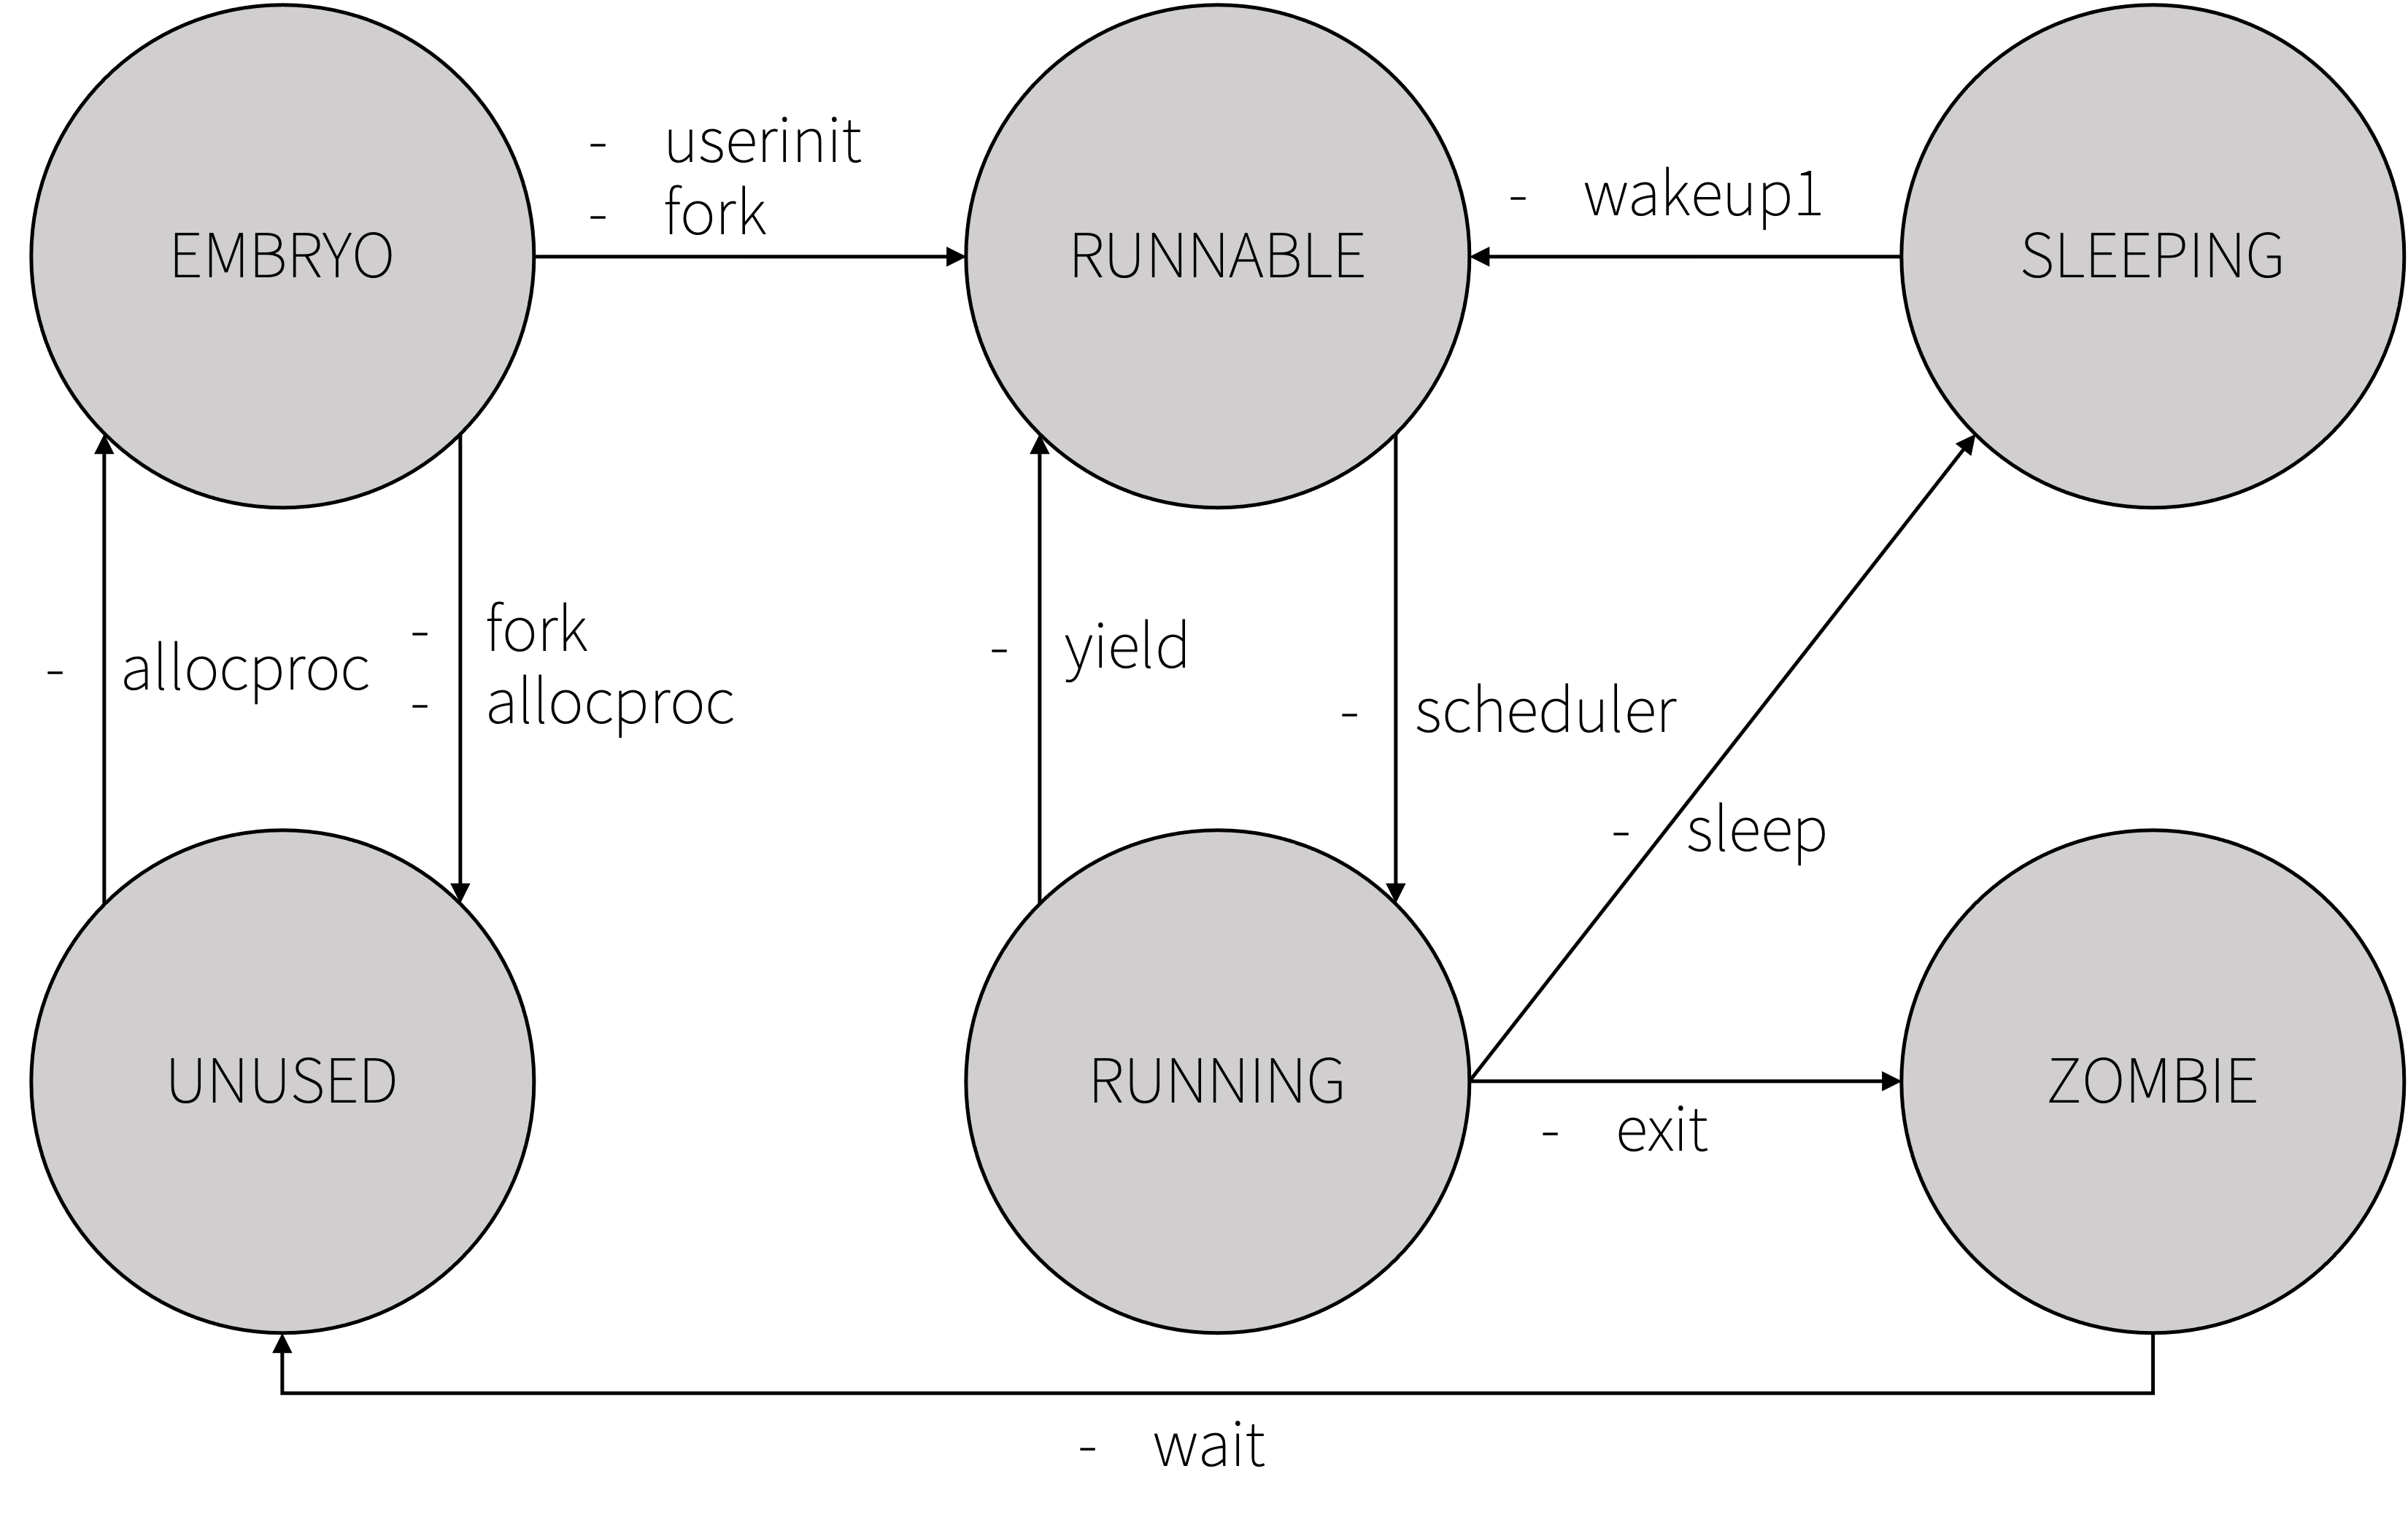 - userinit
- fork
- wakeup1
EMBRYO
RUNNABLE
SLEEPING
- allocproc
- fork
- allocproc
- yield
- scheduler
- sleep
UNUSED
RUNNING
ZOMBIE
- exit
- wait